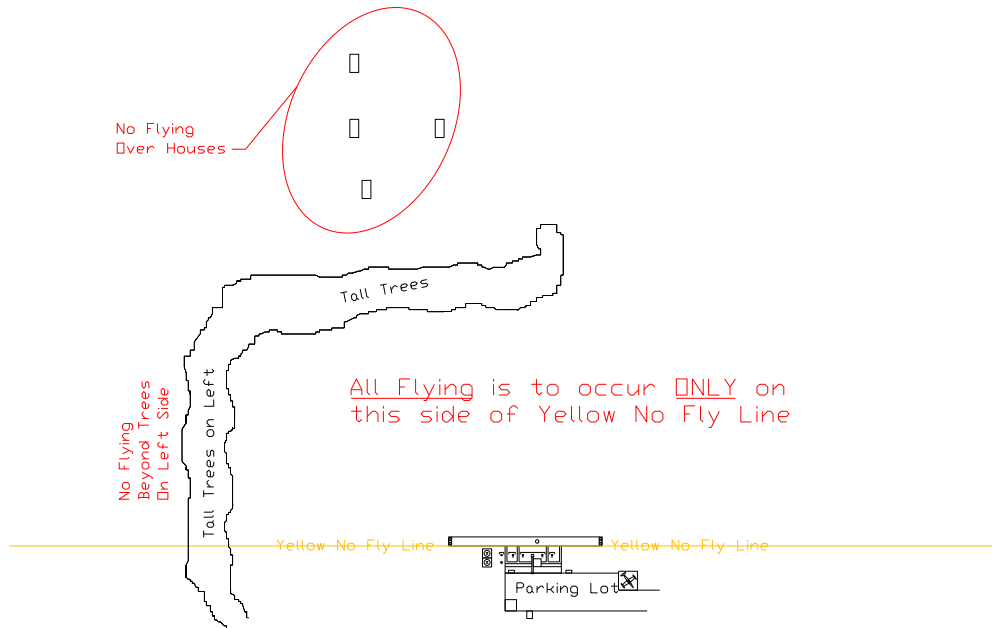 No Flying
Over Houses
Tall Trees
All Flying is to occur ONLY on
this side of Yellow No Fly Line
No Flying
Beyond Trees
On Left Side
Tall Trees on Left
Yellow No Fly Line
Yellow No Fly Line
Parking Lot